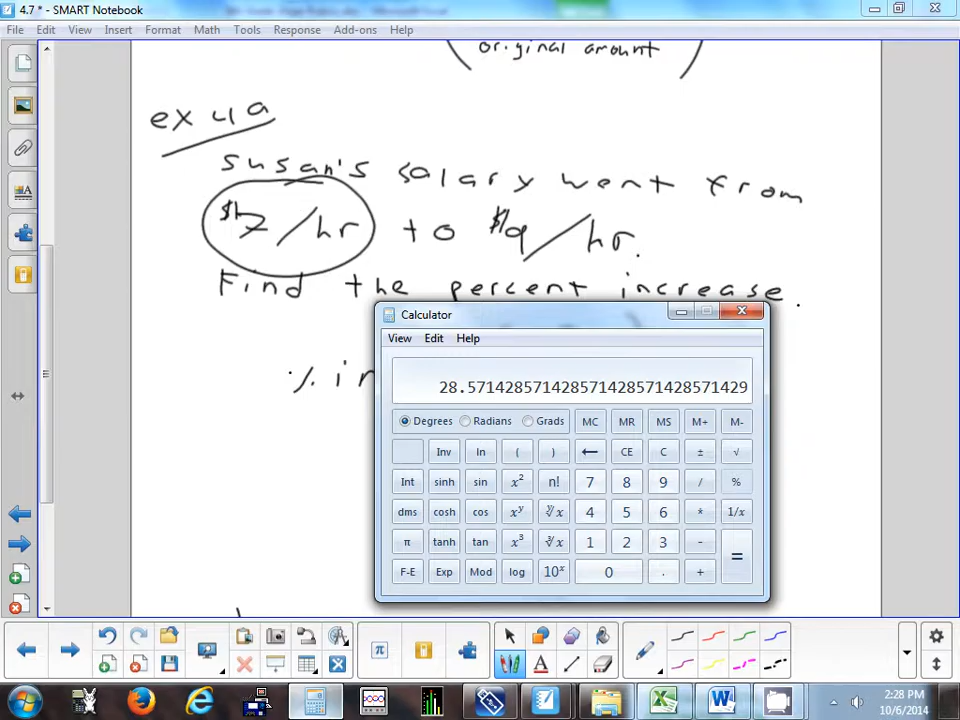 4.7 * - SMART Notebook
File Edit View Insert Format Math Tools Response Add-ons Help
original amount
ex 4a
susan's salary went from
$7/hr to $9/hr.
Find the percent increase.
% in
Calculator
View Edit Help
28.571428571428571428571428571429
Degrees Radians Grads MC MR MS M+ M-
Inv ln ( ) ← CE C ± √
Int sinh sin x² n! 7 8 9 / %
dms cosh cos xʸ ʸ√x 4 5 6 * 1/x
π tanh tan x³ ³√x 1 2 3 - =
F-E Exp Mod log 10ˣ 0 . +
π
A
2:28 PM
10/6/2014